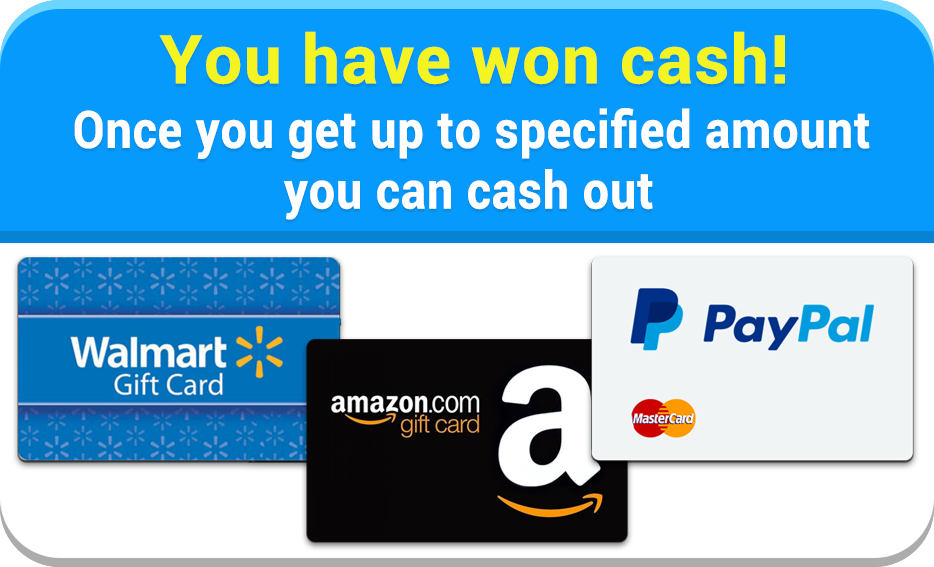 You have won cash!
Once you get up to specified amount
you can cash out
Walmart
Gift Card
amazon.com
gift card
a
PayPal
MasterCard